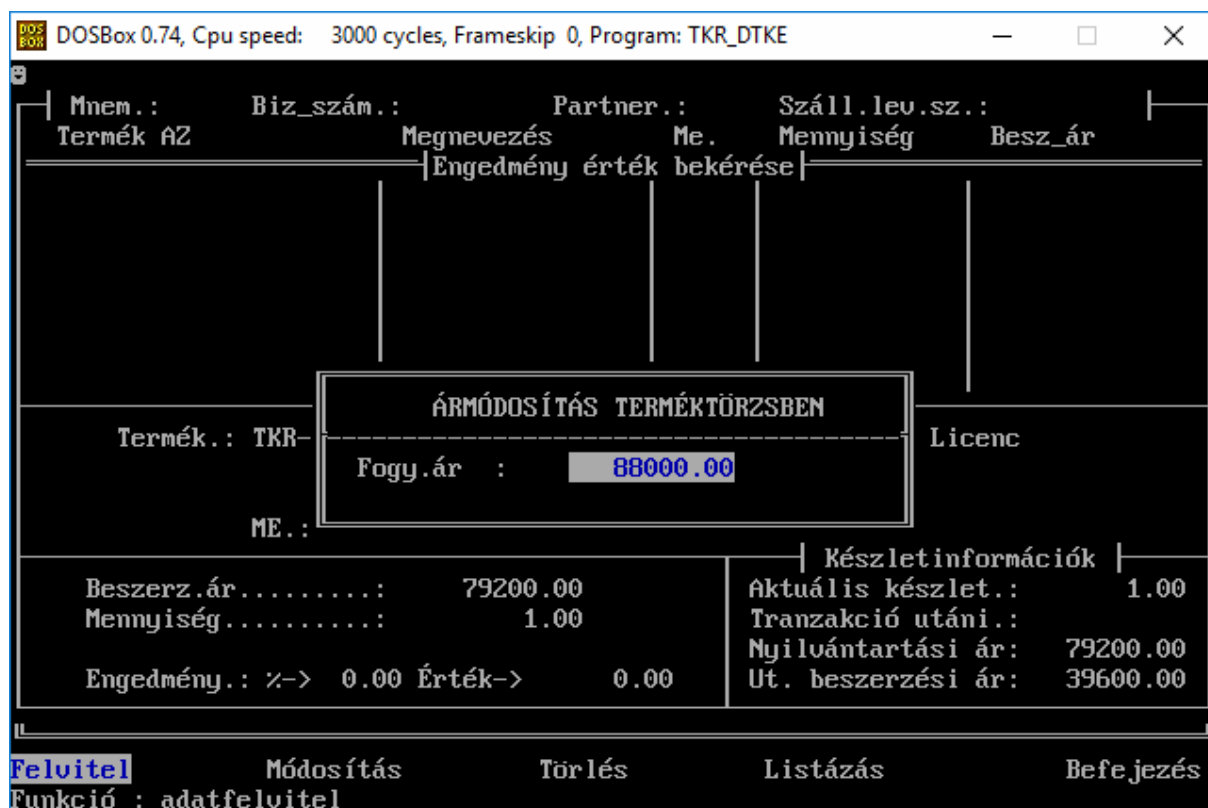 DOSBox 0.74, Cpu speed: 3000 cycles, Frameskip 0, Program: TKR_DTKE
Mnem.: Biz_szám.: Partner.: Száll.lev.sz.:
Termék AZ Megnevezés Me. Mennyiség Besz_ár
Engedmény érték bekérése
ÁRMÓDOSÍTÁS TERMÉKTÖRZSBEN
Termék.: TKR- Licenc
Fogy.ár : 88000.00
ME.:
Készletinformációk
Beszerz.ár.........: 79200.00 Aktuális készlet.: 1.00
Mennyiség..........: 1.00 Tranzakció utáni.:
Nyilvántartási ár: 79200.00
Engedmény.: %-> 0.00 Érték-> 0.00 Ut. beszerzési ár: 39600.00
Felvitel Módosítás Törlés Listázás Befejezés
Funkció : adatfelvitel